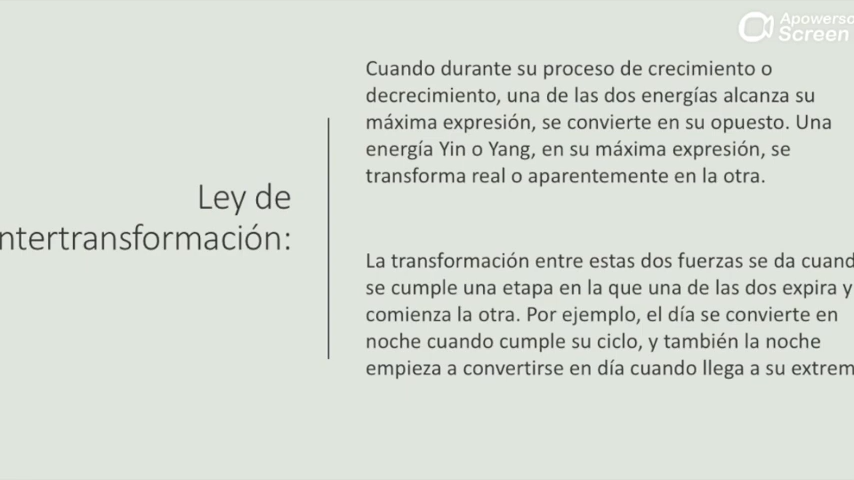 Apowerso
Screen
Ley de
ntertransformación:
Cuando durante su proceso de crecimiento o
decrecimiento, una de las dos energías alcanza su
máxima expresión, se convierte en su opuesto. Una
energía Yin o Yang, en su máxima expresión, se
transforma real o aparentemente en la otra.
La transformación entre estas dos fuerzas se da cuand
se cumple una etapa en la que una de las dos expira y
comienza la otra. Por ejemplo, el día se convierte en
noche cuando cumple su ciclo, y también la noche
empieza a convertirse en día cuando llega a su extrem